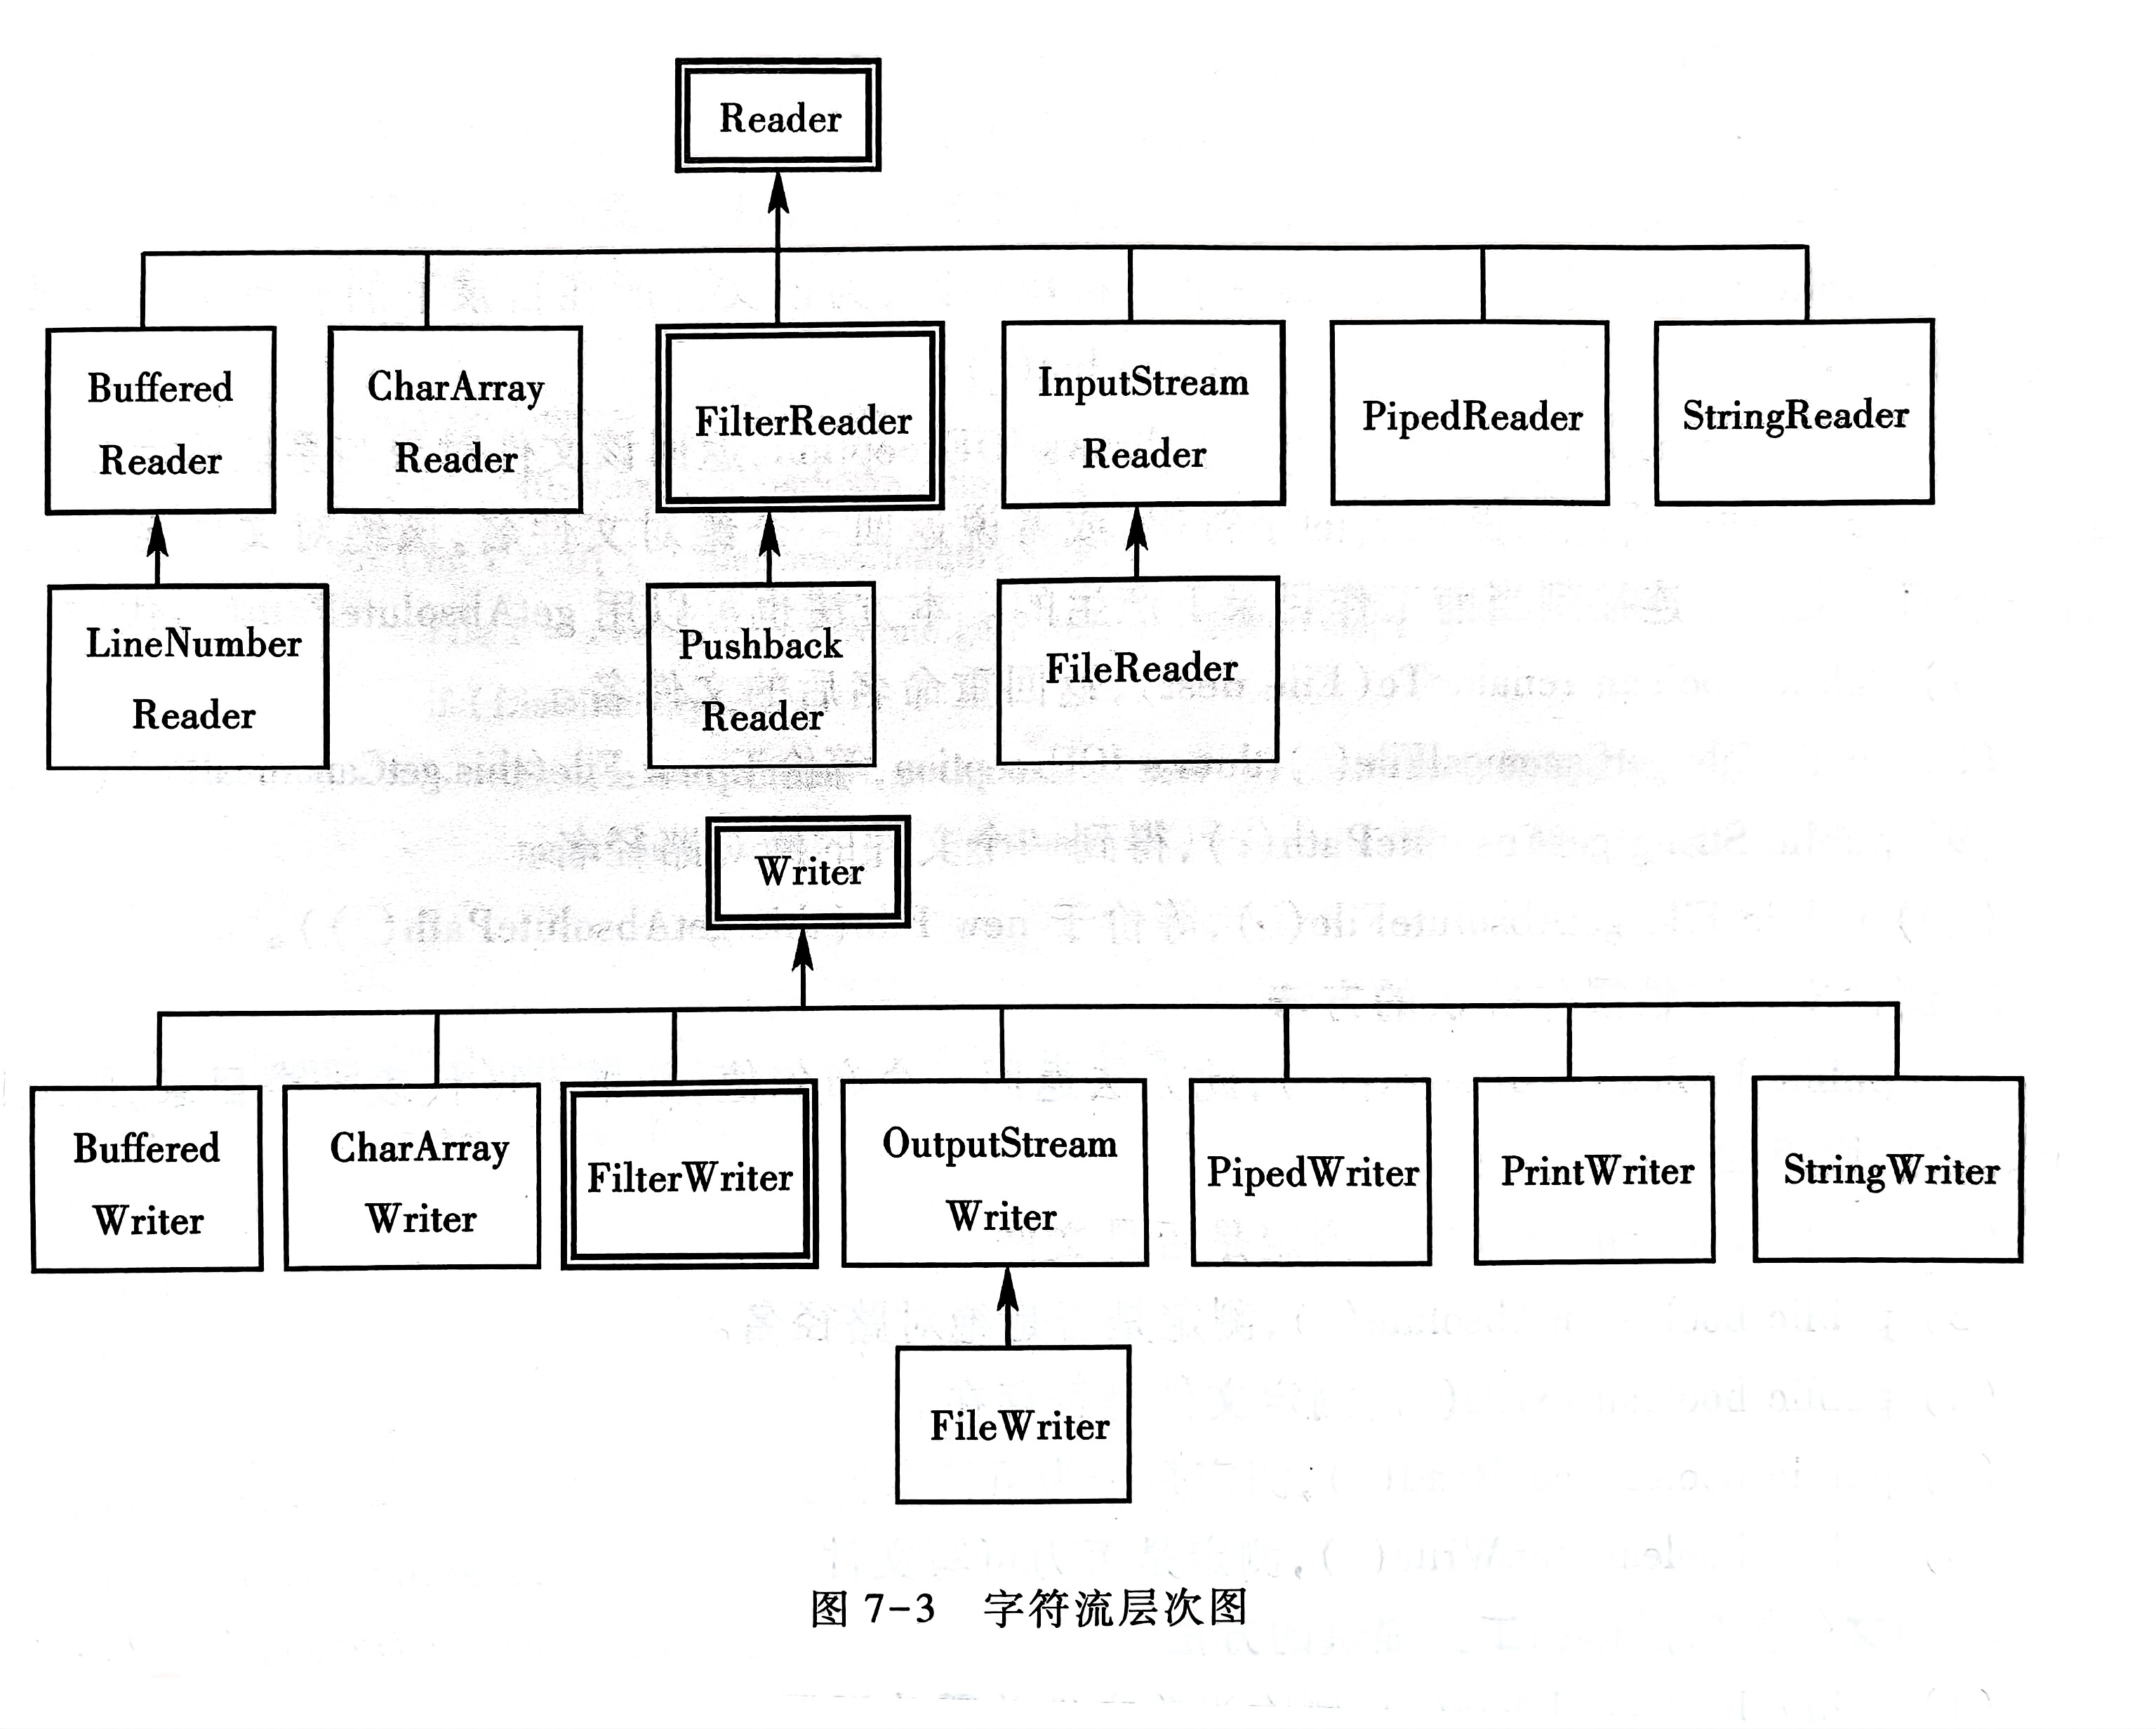 Reader
Buffered
Reader
CharArray
Reader
FilterReader
InputStream
Reader
PipedReader
StringReader
LineNumber
Reader
Pushback
Reader
FileReader
Writer
Buffered
Writer
CharArray
Writer
FilterWriter
OutputStream
Writer
PipedWriter
PrintWriter
StringWriter
FileWriter
图 7-3 字符流层次图